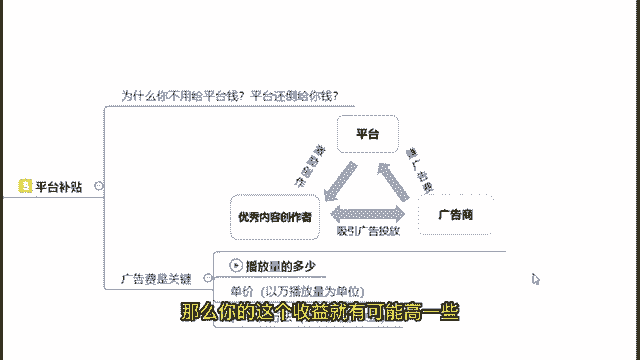 为什么你不用给平台钱？平台还倒给你钱？
平台
5 平台补贴
优秀内容创作者
广告商
吸引广告投放
广告费是关键
播放量的多少
单价（以万播放量为单位）
那么你的这个收益就有可能高一些